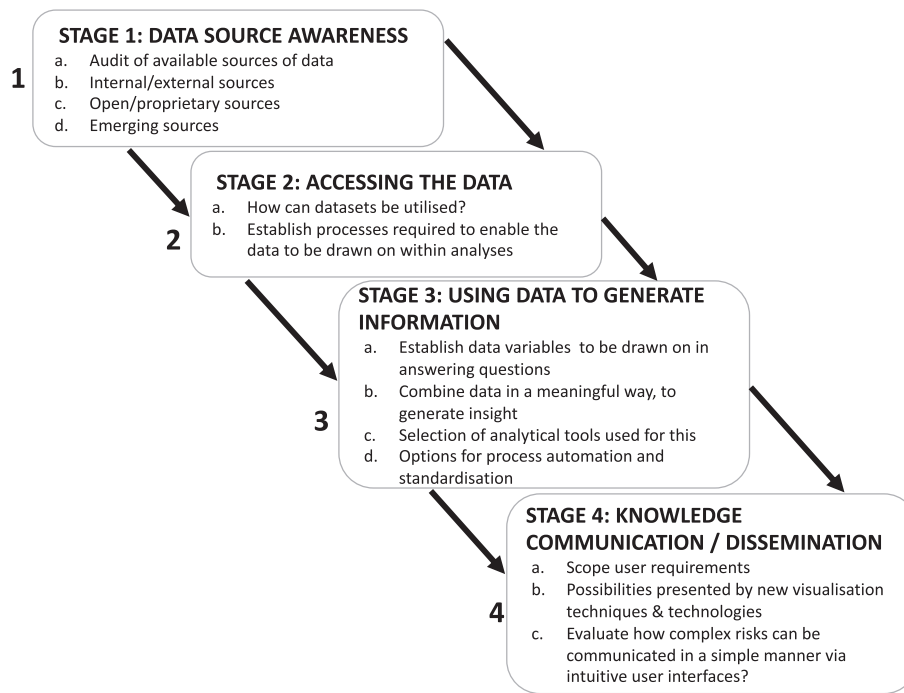 1
STAGE 1: DATA SOURCE AWARENESS
a. Audit of available sources of data
b. Internal/external sources
c. Open/proprietary sources
d. Emerging sources
2
STAGE 2: ACCESSING THE DATA
a. How can datasets be utilised?
b. Establish processes required to enable the
data to be drawn on within analyses
3
STAGE 3: USING DATA TO GENERATE
INFORMATION
a. Establish data variables to be drawn on in
answering questions
b. Combine data in a meaningful way, to
generate insight
c. Selection of analytical tools used for this
d. Options for process automation and
standardisation
4
STAGE 4: KNOWLEDGE
COMMUNICATION / DISSEMINATION
a. Scope user requirements
b. Possibilities presented by new visualisation
techniques & technologies
c. Evaluate how complex risks can be
communicated in a simple manner via
intuitive user interfaces?